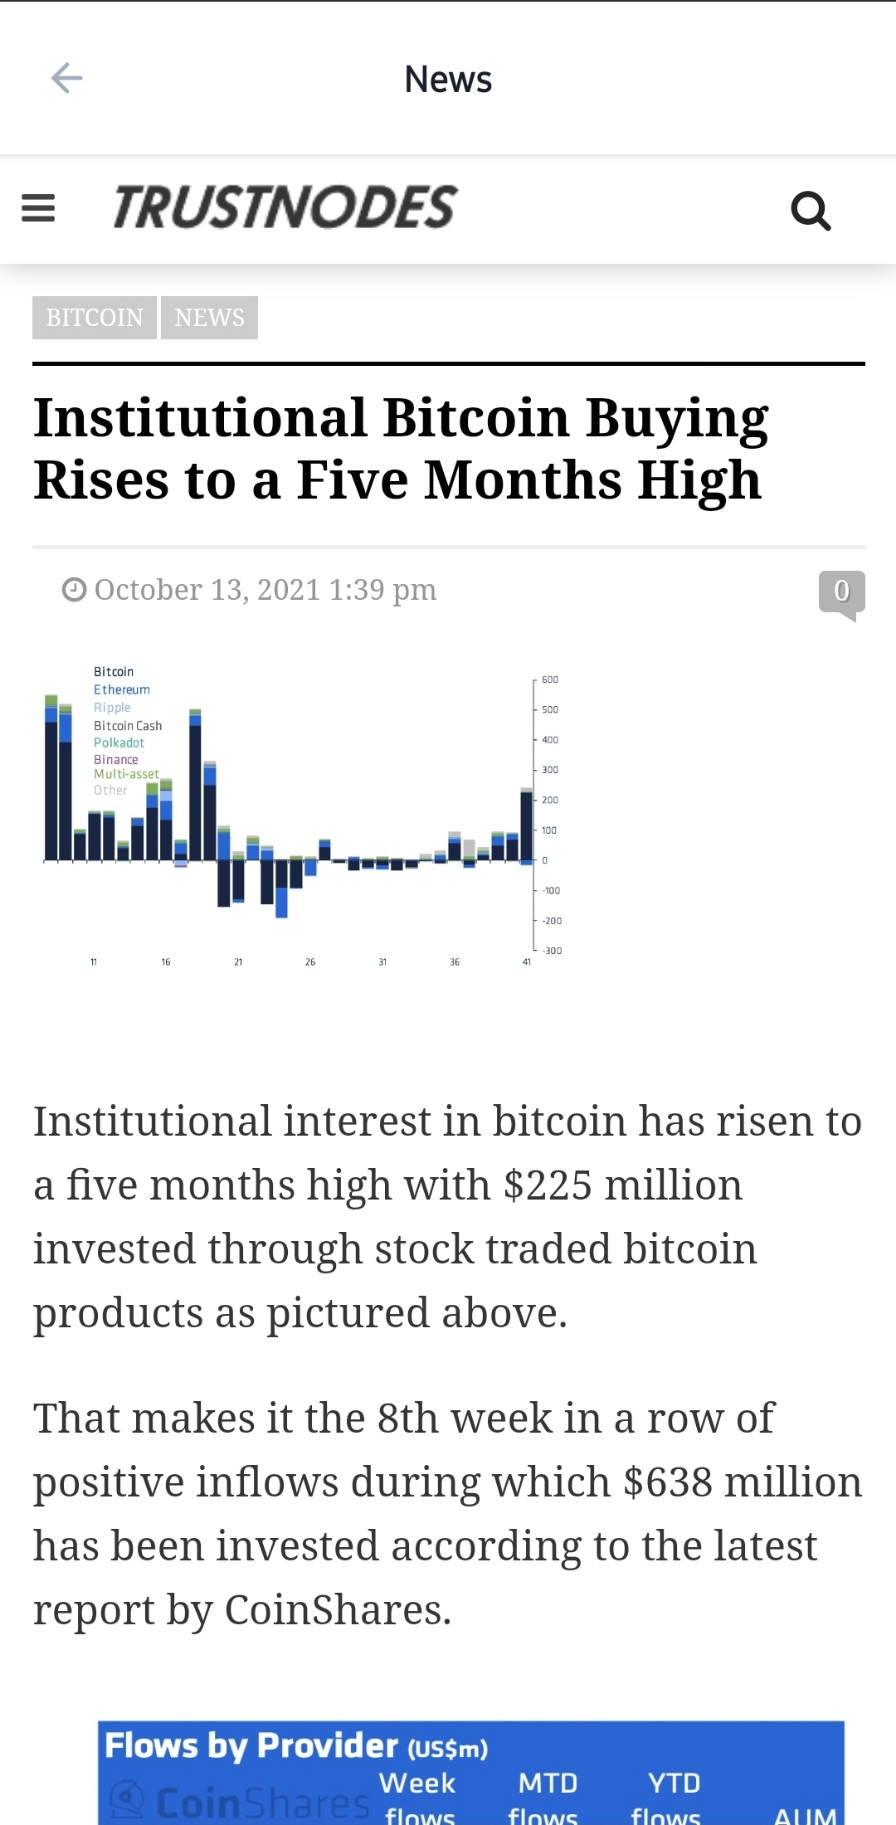 News
TRUSTNODES
BITCOIN NEWS
Institutional Bitcoin Buying
Rises to a Five Months High
October 13, 2021 1:39 pm
0
Bitcoin
Ethereum
Ripple
Bitcoin Cash
Polkadot
Binance
Multi-asset
Other
600
500
400
300
200
100
0
-100
-200
-300
11 16 21 26 31 36 41
Institutional interest in bitcoin has risen to
a five months high with $225 million
invested through stock traded bitcoin
products as pictured above.
That makes it the 8th week in a row of
positive inflows during which $638 million
has been invested according to the latest
report by CoinShares.
Flows by Provider (US$m)
Week MTD YTD
CoinShares flows flows flows AUM